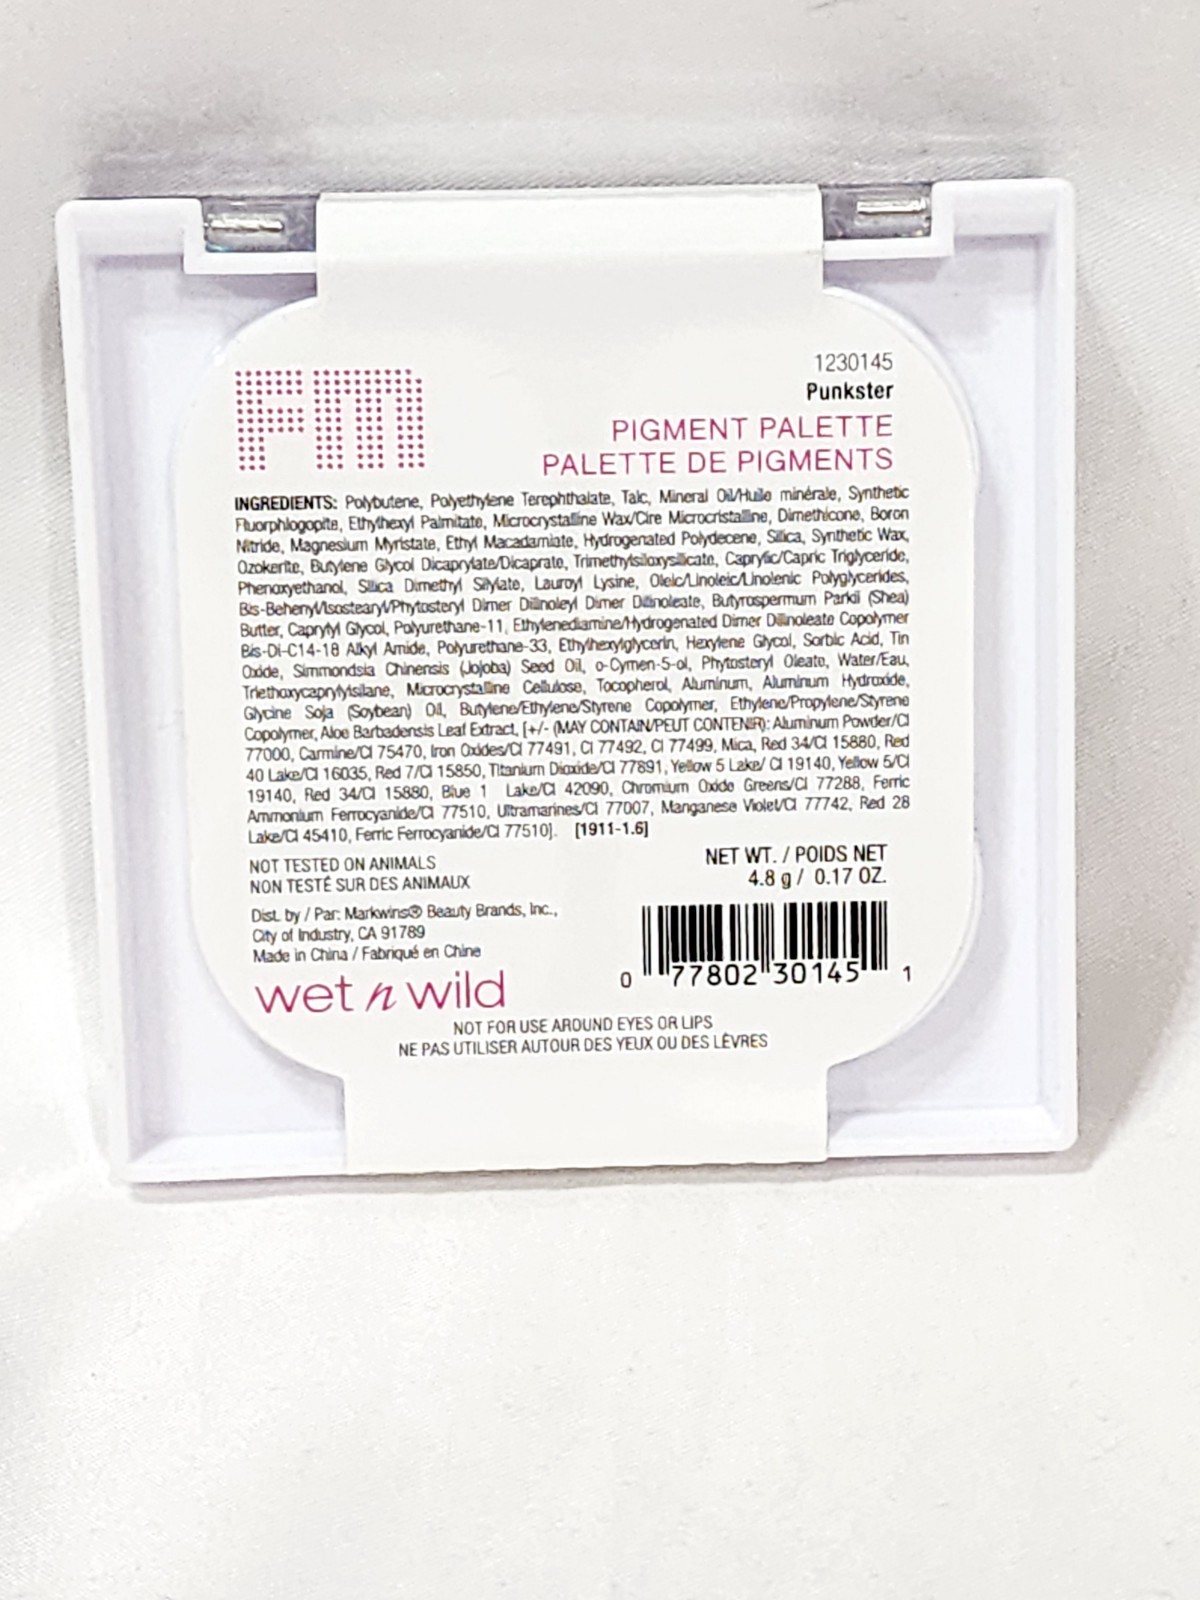 FM
1230145
Punkster
PIGMENT PALETTE
PALETTE DE PIGMENTS
INGREDIENTS: Polybutene, Polyethylene Terephthalate, Talc, Mineral Oil/Huile minérale, Synthetic
Fluorphlogopite, Ethylhexyl Palmitate, Microcrystalline Wax/Cire Microcristalline, Dimethicone, Boron
Nitride, Magnesium Myristate, Ethyl Macadamiate, Hydrogenated Polydecene, Silica, Synthetic Wax,
Ozokerite, Butylene Glycol Dicaprylate/Dicaprate, Trimethylsiloxysilicate, Caprylic/Capric Triglyceride,
Phenoxyethanol, Silica Dimethyl Silylate, Lauroyl Lysine, Oleic/Linoleic/Linolenic Polyglycerides,
Bis-Behenyl/Isostearyl/Phytosteryl Dimer Dilinoleyl Dimer Dilinoleate, Butyrospermum Parkii (Shea)
Butter, Caprylyl Glycol, Polyurethane-11, Ethylenediamine/Hydrogenated Dimer Dilinoleate Copolymer
Bis-Di-C14-18 Alkyl Amide, Polyurethane-33, Ethylhexylglycerin, Hexylene Glycol, Sorbic Acid, Tin
Oxide, Simmondsia Chinensis (Jojoba) Seed Oil, o-Cymen-5-ol, Phytosteryl Oleate, Water/Eau,
Triethoxycaprylylsilane, Microcrystalline Cellulose, Tocopherol, Aluminum, Aluminum Hydroxide,
Glycine Soja (Soybean) Oil, Butylene/Ethylene/Styrene Copolymer, Ethylene/Propylene/Styrene
Copolymer, Aloe Barbadensis Leaf Extract, [+/- (MAY CONTAIN/PEUT CONTENIR): Aluminum Powder/CI
77000, Carmine/CI 75470, Iron Oxides/CI 77491, CI 77492, CI 77499, Mica, Red 34/CI 15880, Red
40 Lake/CI 16035, Red 7/CI 15850, Titanium Dioxide/CI 77891, Yellow 5 Lake/ CI 19140, Yellow 5/CI
19140, Red 34/CI 15880, Blue 1 Lake/CI 42090, Chromium Oxide Greens/CI 77288, Ferric
Ammonium Ferrocyanide/CI 77510, Ultramarines/CI 77007, Manganese Violet/CI 77742, Red 28
Lake/CI 45410, Ferric Ferrocyanide/CI 77510]. [1911-1.6]
NOT TESTED ON ANIMALS
NON TESTÉ SUR DES ANIMAUX
NET WT. / POIDS NET
4.8 g / 0.17 OZ.
Dist. by / Par: Markwins® Beauty Brands, Inc.,
City of Industry, CA 91789
Made in China / Fabriqué en Chine
wet n wild
0 77802 30145 1
NOT FOR USE AROUND EYES OR LIPS
NE PAS UTILISER AUTOUR DES YEUX OU DES LÈVRES